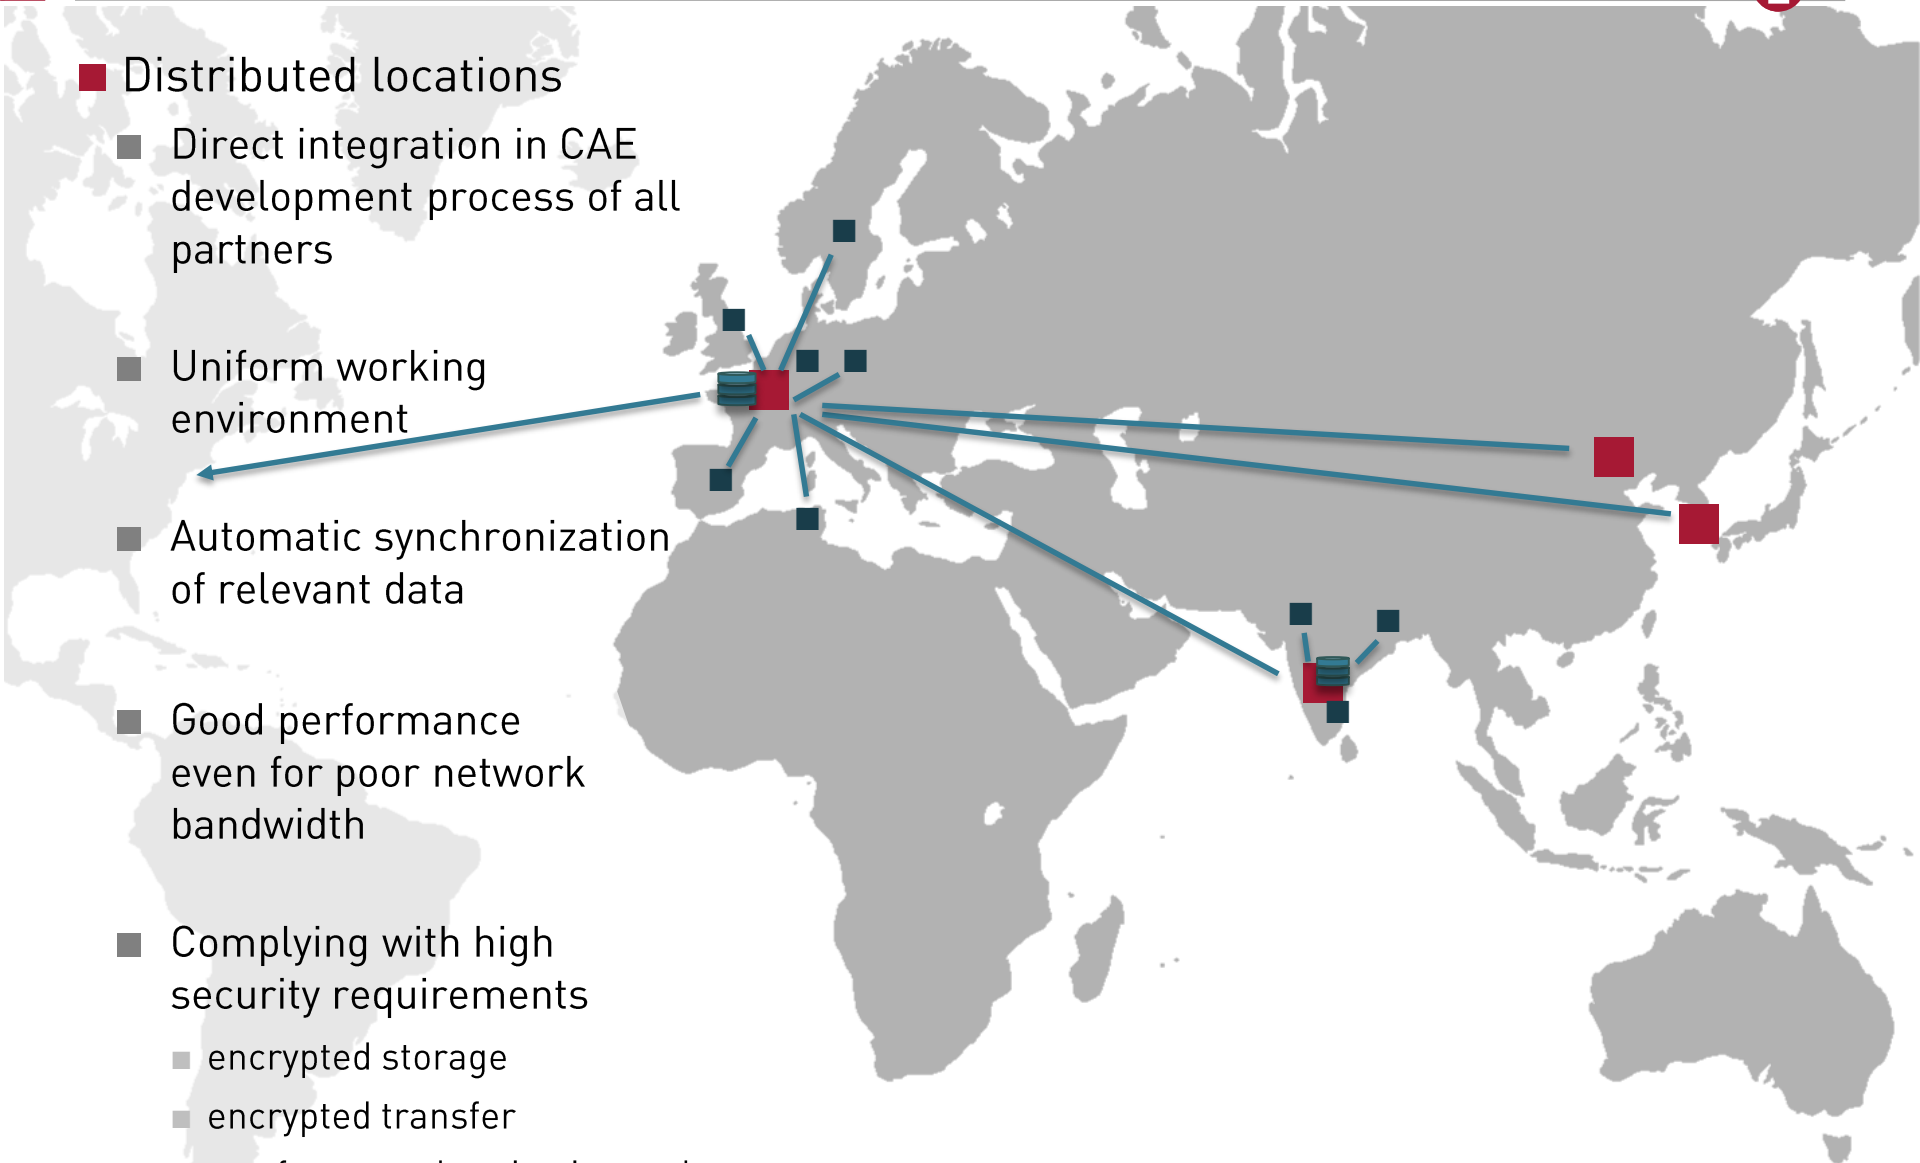 Distributed locations
Direct integration in CAE
development process of all
partners
Uniform working
environment
Automatic synchronization
of relevant data
Good performance
even for poor network
bandwidth
Complying with high
security requirements
encrypted storage
encrypted transfer